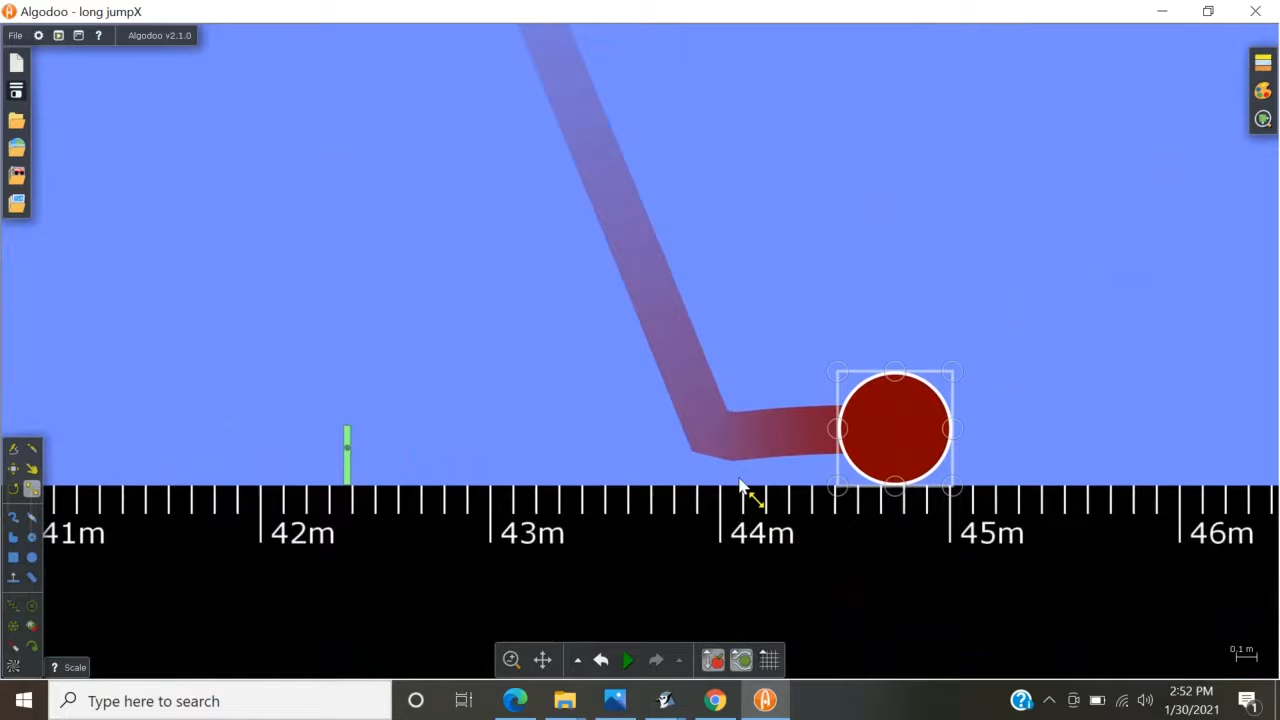 Algodoo - long jumpX
File ? Algodoo v2.1.0
41m 42m 43m 44m 45m 46m
? Scale
0.1 m
Type here to search
2:52 PM
1/30/2021
1